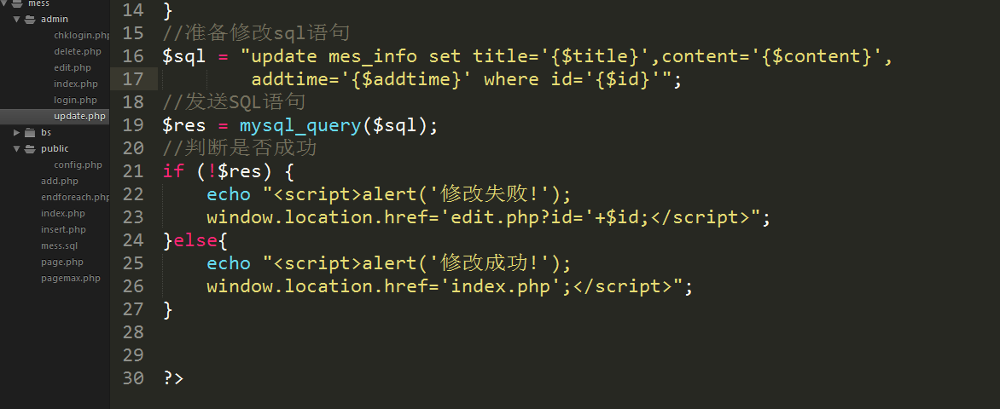 mess
admin
chklogin.php
delete.php
edit.php
index.php
login.php
update.php
bs
public
config.php
add.php
endforeach.php
index.php
insert.php
mess.sql
page.php
pagemax.php
14 }
15 //准备修改sql语句
16 $sql = "update mes_info set title='{$title}',content='{$content}',
17 addtime='{$addtime}' where id='{$id}'";
18 //发送SQL语句
19 $res = mysql_query($sql);
20 //判断是否成功
21 if (!$res) {
22 echo "<script>alert('修改失败!');
23 window.location.href='edit.php?id='+$id;</script>";
24 }else{
25 echo "<script>alert('修改成功!');
26 window.location.href='index.php';</script>";
27 }
28
29
30 ?>